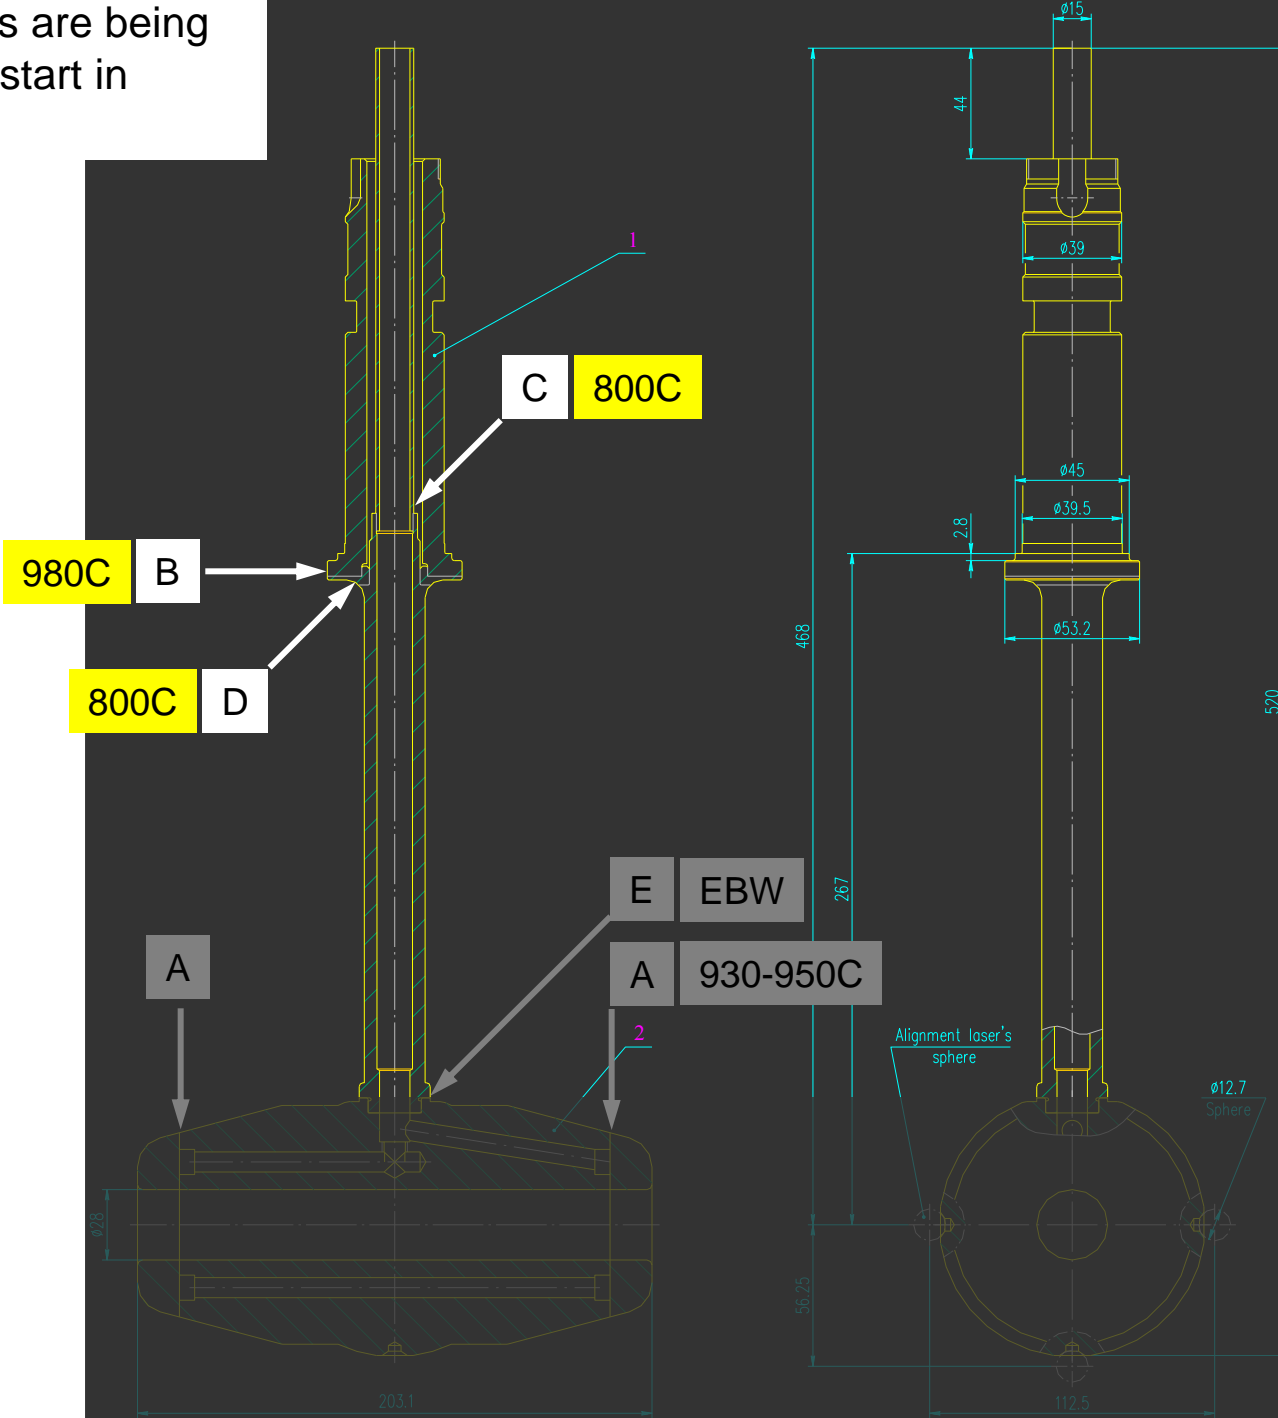 s are being
start in
ø15
44
1
ø39
C 800C
ø45
ø39.5
2.8
980C B
ø53.2
468
800C D
520
267
E EBW
A
A 930-950C
2
Alignment laser's
sphere
ø12.7
Sphere
ø28
56.25
203.1
112.5